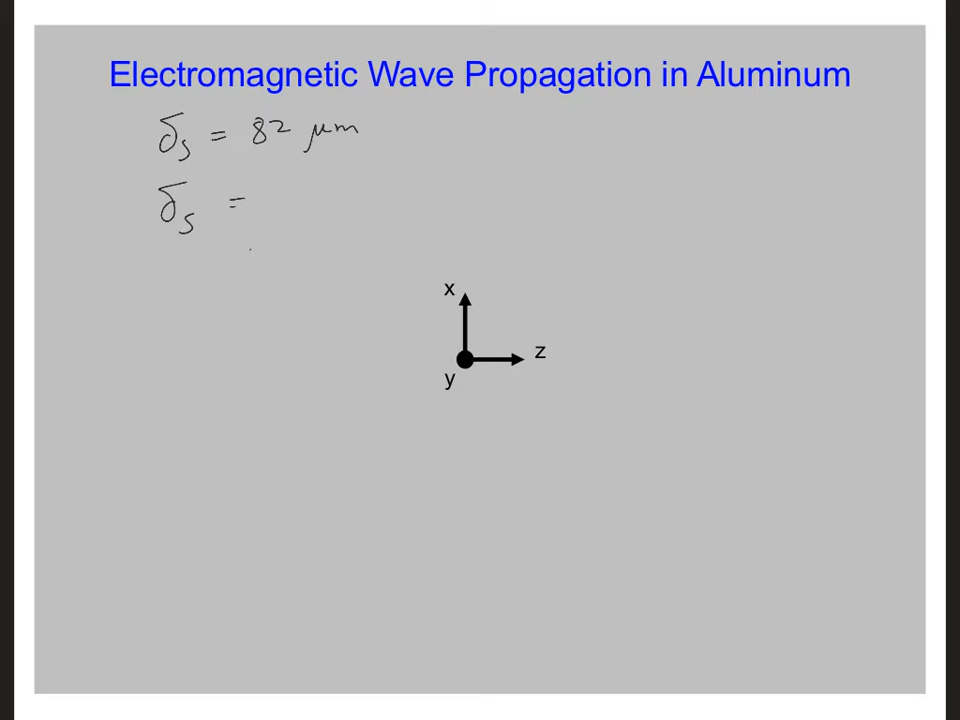 Electromagnetic Wave Propagation in Aluminum
δs = 82 μm
δs =
x
z
y